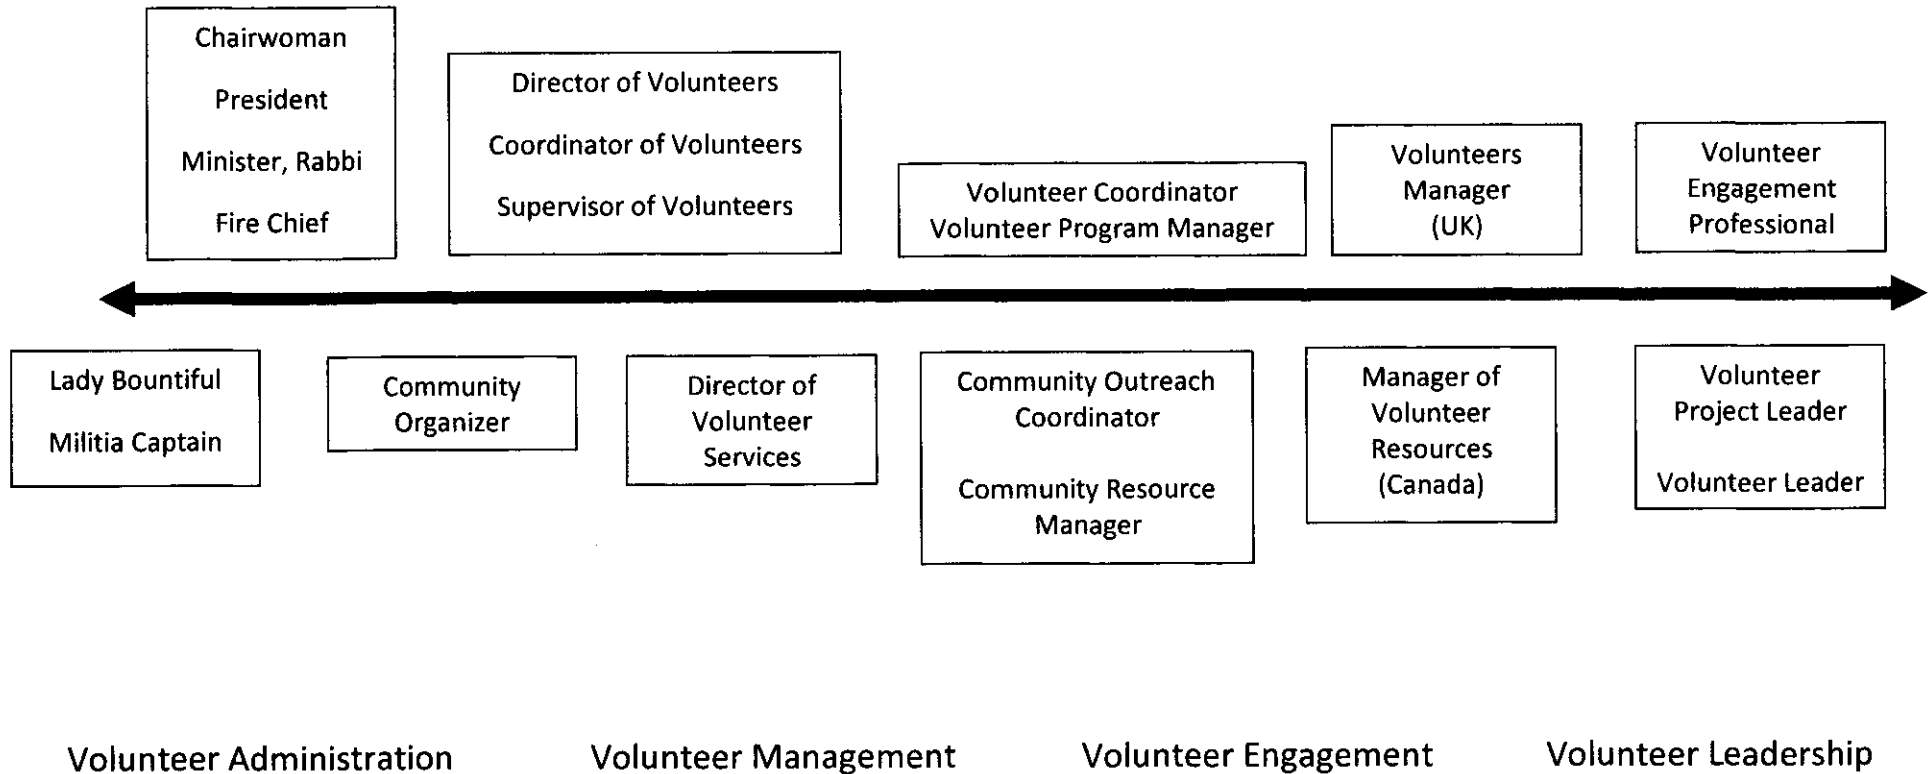 Chairwoman
President
Minister, Rabbi
Fire Chief
Director of Volunteers
Coordinator of Volunteers
Supervisor of Volunteers
Volunteer Coordinator
Volunteer Program Manager
Volunteers
Manager
(UK)
Volunteer
Engagement
Professional
Lady Bountiful
Militia Captain
Community
Organizer
Director of
Volunteer
Services
Community Outreach
Coordinator
Community Resource
Manager
Manager of
Volunteer
Resources
(Canada)
Volunteer
Project Leader
Volunteer Leader
Volunteer Administration
Volunteer Management
Volunteer Engagement
Volunteer Leadership